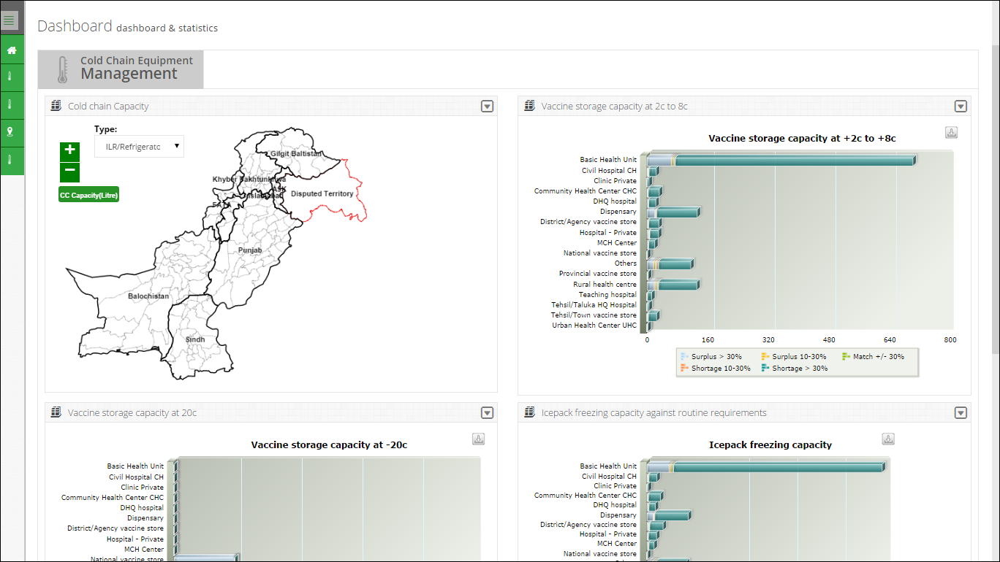 Dashboard dashboard & statistics
Cold Chain Equipment
Management
Cold chain Capacity
Type:
ILR/Refrigerato
+
−
CC Capacity(Litre)
Gilgit Baltistan
Khyber Pakhtunkhwa
AJK
Islamabad
Disputed Territory
FATA
Punjab
Balochistan
Sindh
Vaccine storage capacity at 2c to 8c
Vaccine storage capacity at +2c to +8c
Basic Health Unit
Civil Hospital CH
Clinic Private
Community Health Center CHC
DHQ hospital
Dispensary
District/Agency vaccine store
Hospital - Private
MCH Center
National vaccine store
Others
Provincial vaccine store
Rural health centre
Teaching hospital
Tehsil/Taluka HQ Hospital
Tehsil/Town vaccine store
Urban Health Center UHC
0 160 320 480 640 800
Surplus > 30% Surplus 10-30% Match +/- 30%
Shortage 10-30% Shortage > 30%
Vaccine storage capacity at 20c
Vaccine storage capacity at -20c
Basic Health Unit
Civil Hospital CH
Clinic Private
Community Health Center CHC
DHQ hospital
Dispensary
District/Agency vaccine store
Hospital - Private
MCH Center
National vaccine store
Icepack freezing capacity against routine requirements
Icepack freezing capacity
Basic Health Unit
Civil Hospital CH
Clinic Private
Community Health Center CHC
DHQ hospital
Dispensary
District/Agency vaccine store
Hospital - Private
MCH Center
National vaccine store